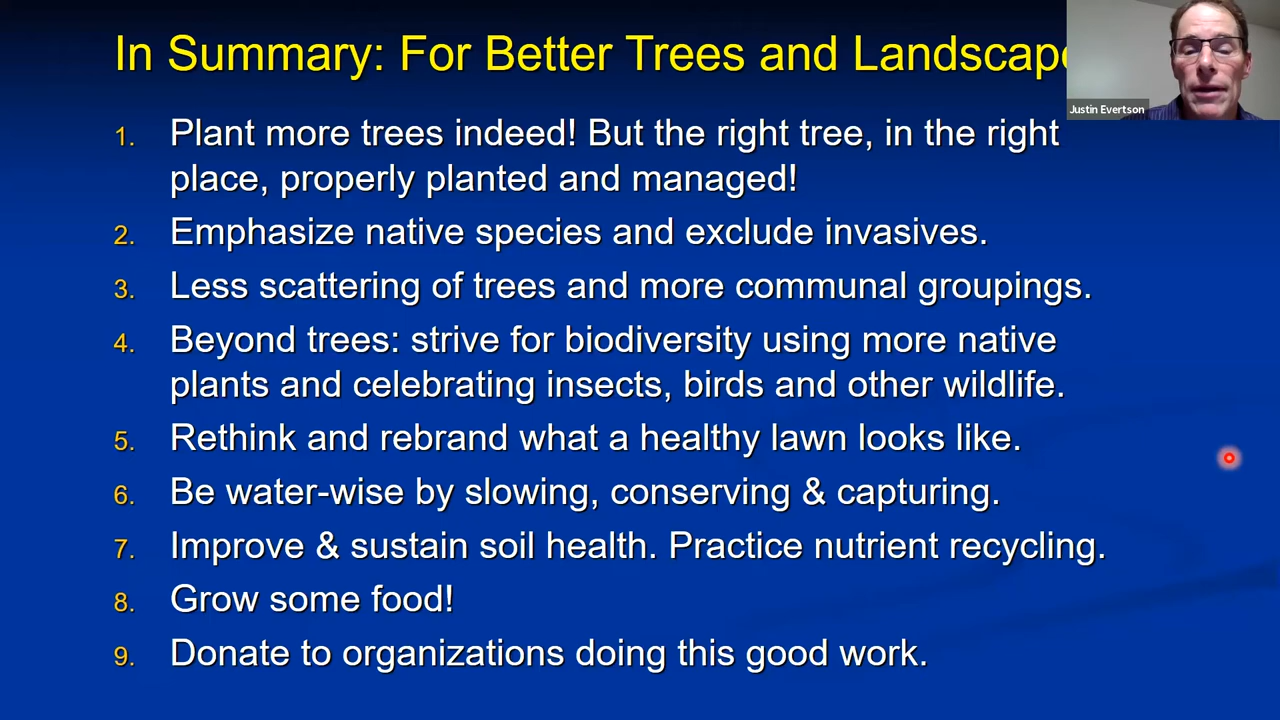 In Summary: For Better Trees and Landscape
Justin Evertson
1. Plant more trees indeed! But the right tree, in the right
place, properly planted and managed!
2. Emphasize native species and exclude invasives.
3. Less scattering of trees and more communal groupings.
4. Beyond trees: strive for biodiversity using more native
plants and celebrating insects, birds and other wildlife.
5. Rethink and rebrand what a healthy lawn looks like.
6. Be water-wise by slowing, conserving & capturing.
7. Improve & sustain soil health. Practice nutrient recycling.
8. Grow some food!
9. Donate to organizations doing this good work.